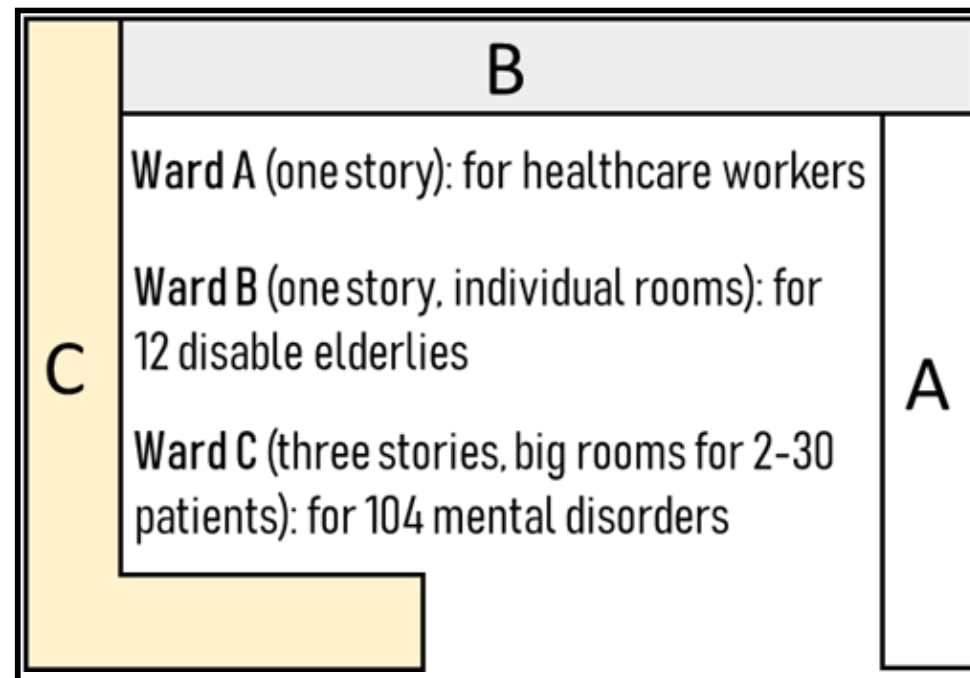 B
Ward A (one story): for healthcare workers
Ward B (one story, individual rooms): for
12 disable elderlies
C
A
Ward C (three stories, big rooms for 2-30
patients): for 104 mental disorders